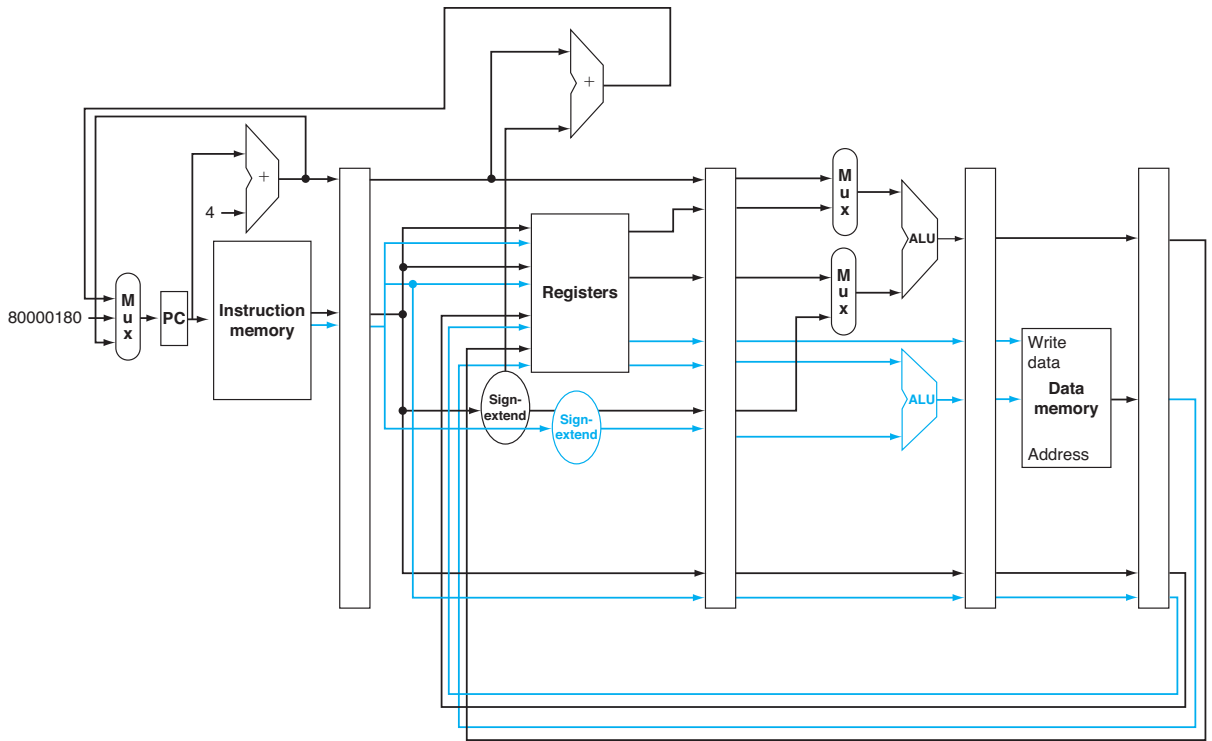 +
+
4
M
u
x
80000180
PC
Instruction
memory
Registers
Sign-
extend
Sign-
extend
M
u
x
M
u
x
ALU
ALU
Write
data
Data
memory
Address